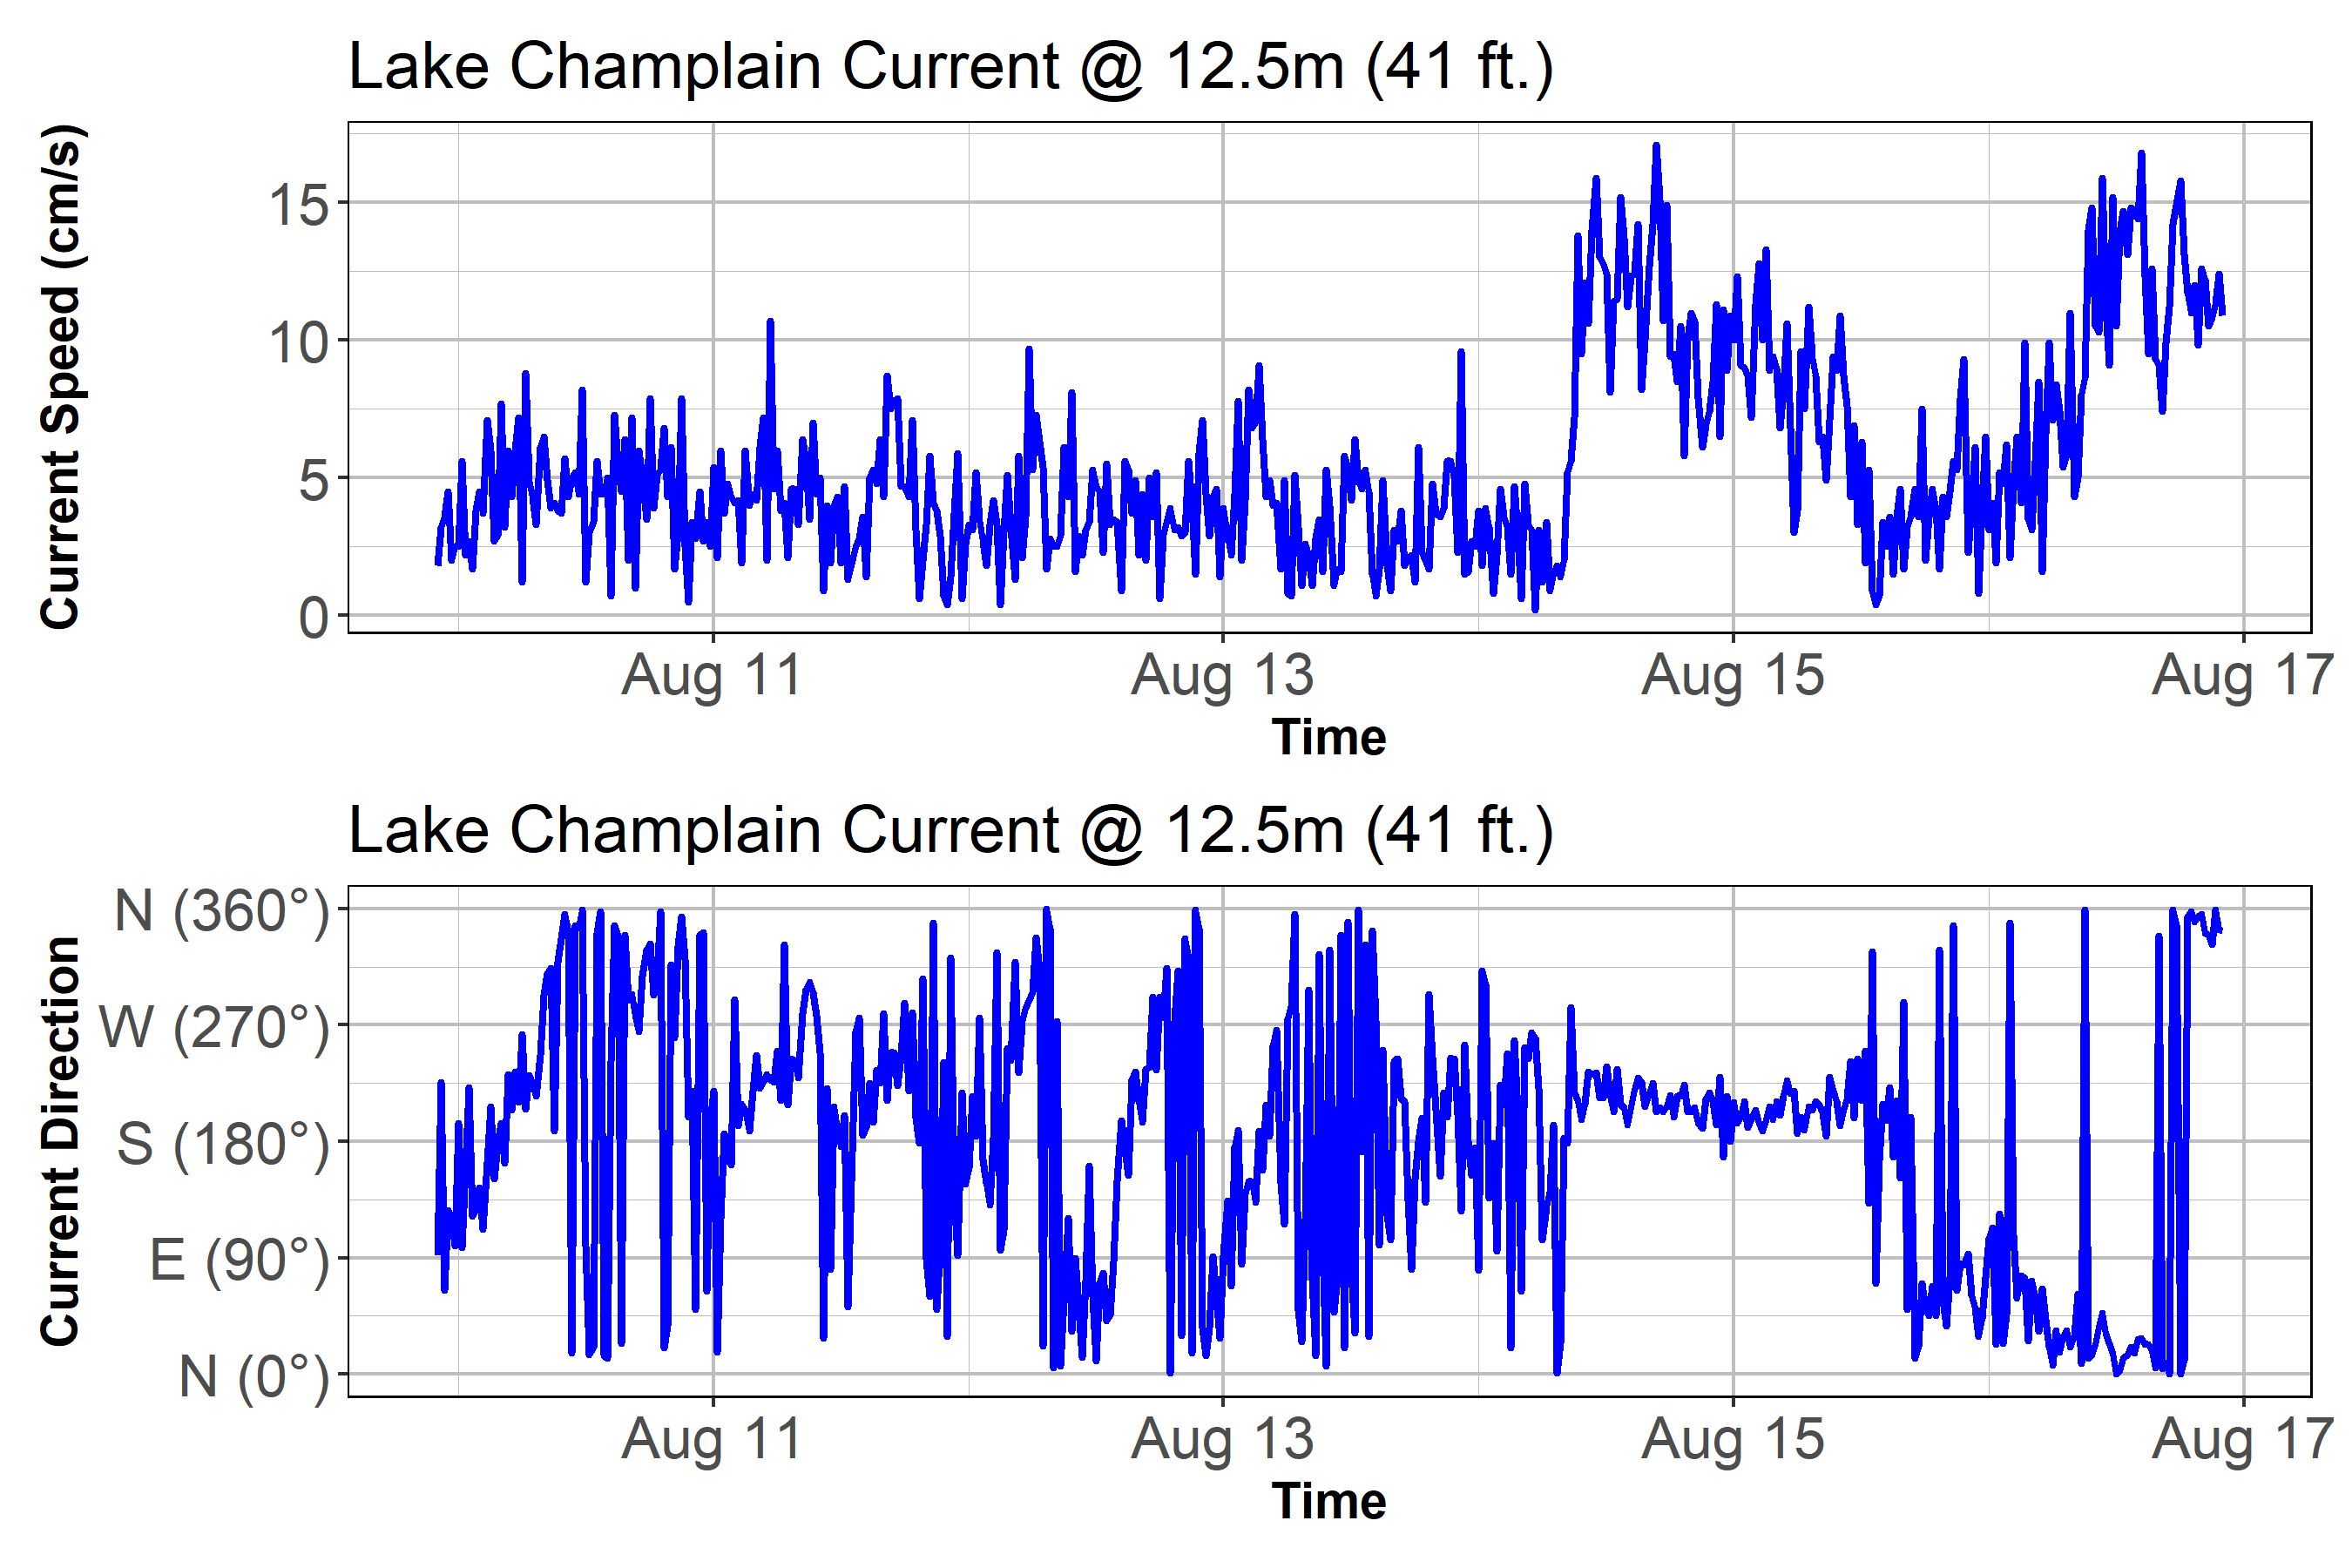 Lake Champlain Current @ 12.5m (41 ft.)
Current Speed (cm/s)
15
10
5
0
Aug 11 Aug 13 Aug 15 Aug 17
Time
Lake Champlain Current @ 12.5m (41 ft.)
Current Direction
N (360°)
W (270°)
S (180°)
E (90°)
N (0°)
Aug 11 Aug 13 Aug 15 Aug 17
Time